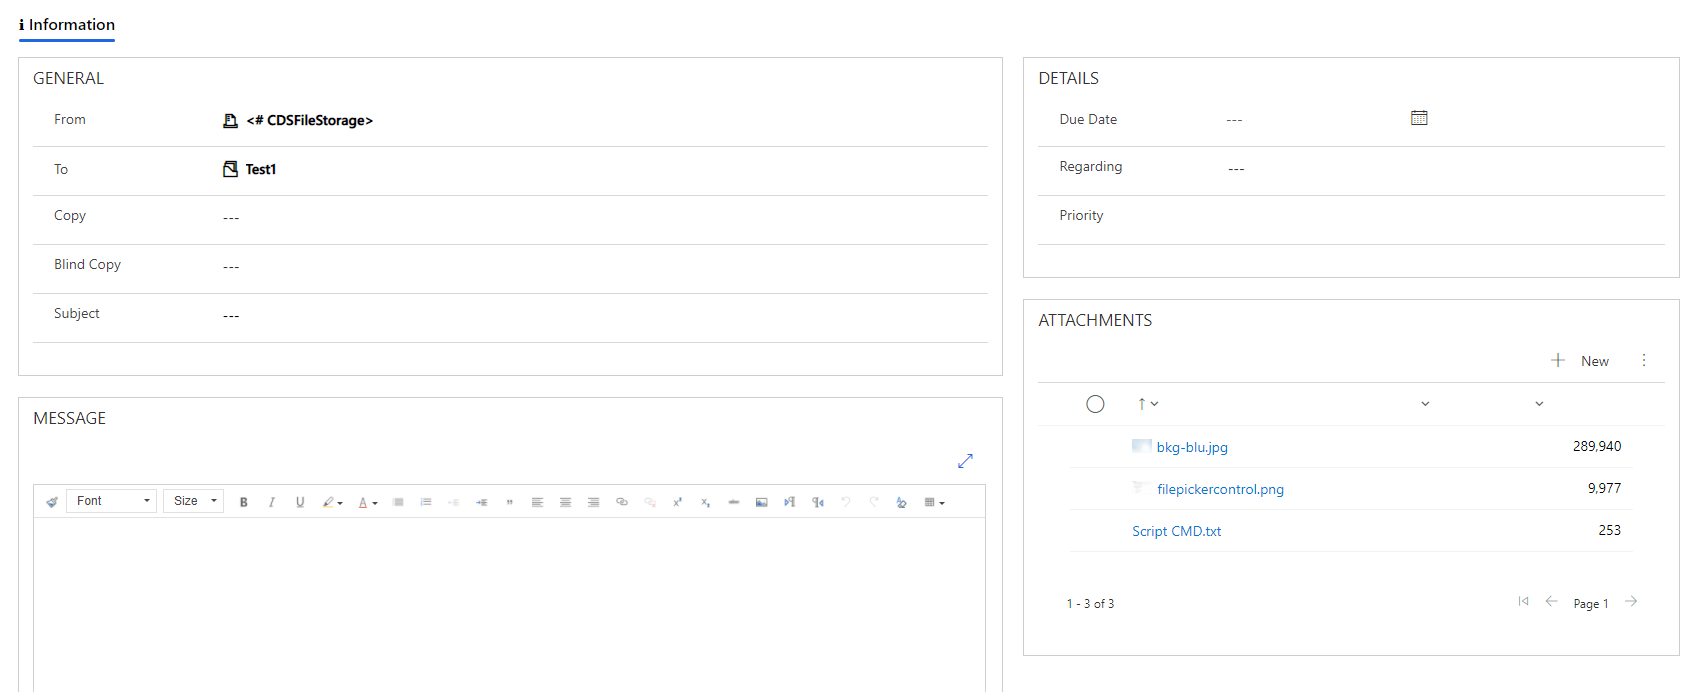 Information
GENERAL
From <# CDSFileStorage>
To Test1
Copy ---
Blind Copy ---
Subject ---
MESSAGE
Font Size B I U A
DETAILS
Due Date ---
Regarding ---
Priority
ATTACHMENTS
New
bkg-blu.jpg 289,940
filepickercontrol.png 9,977
Script CMD.txt 253
1 - 3 of 3 Page 1